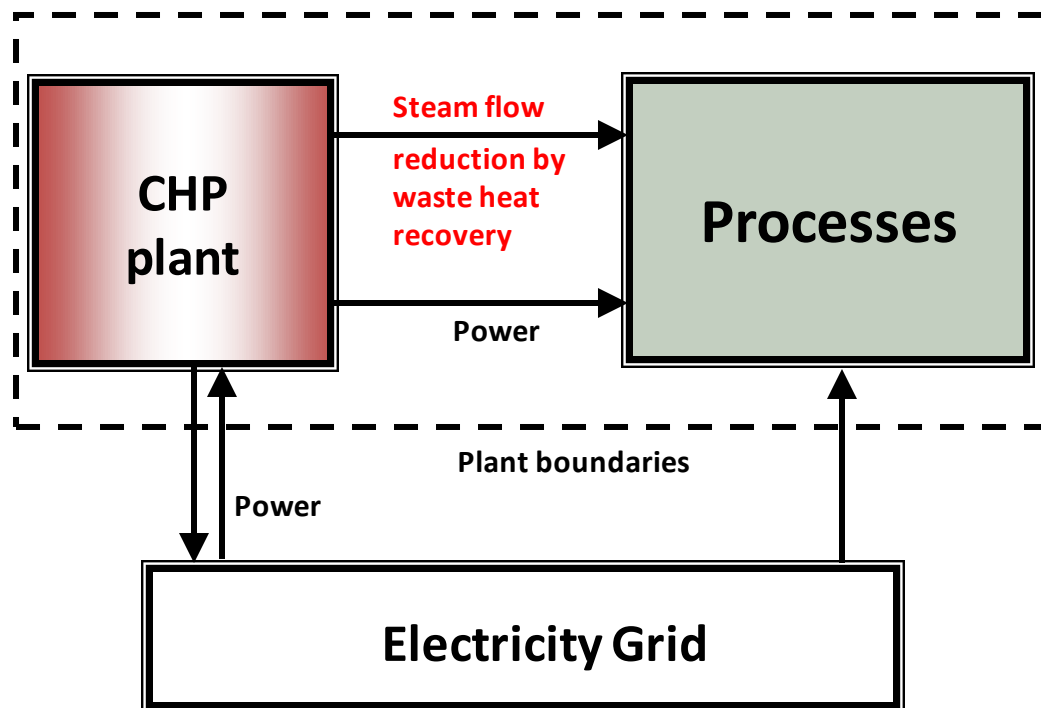 CHP
plant
Steam flow
reduction by
waste heat
recovery
Processes
Power
Plant boundaries
Power
Electricity Grid